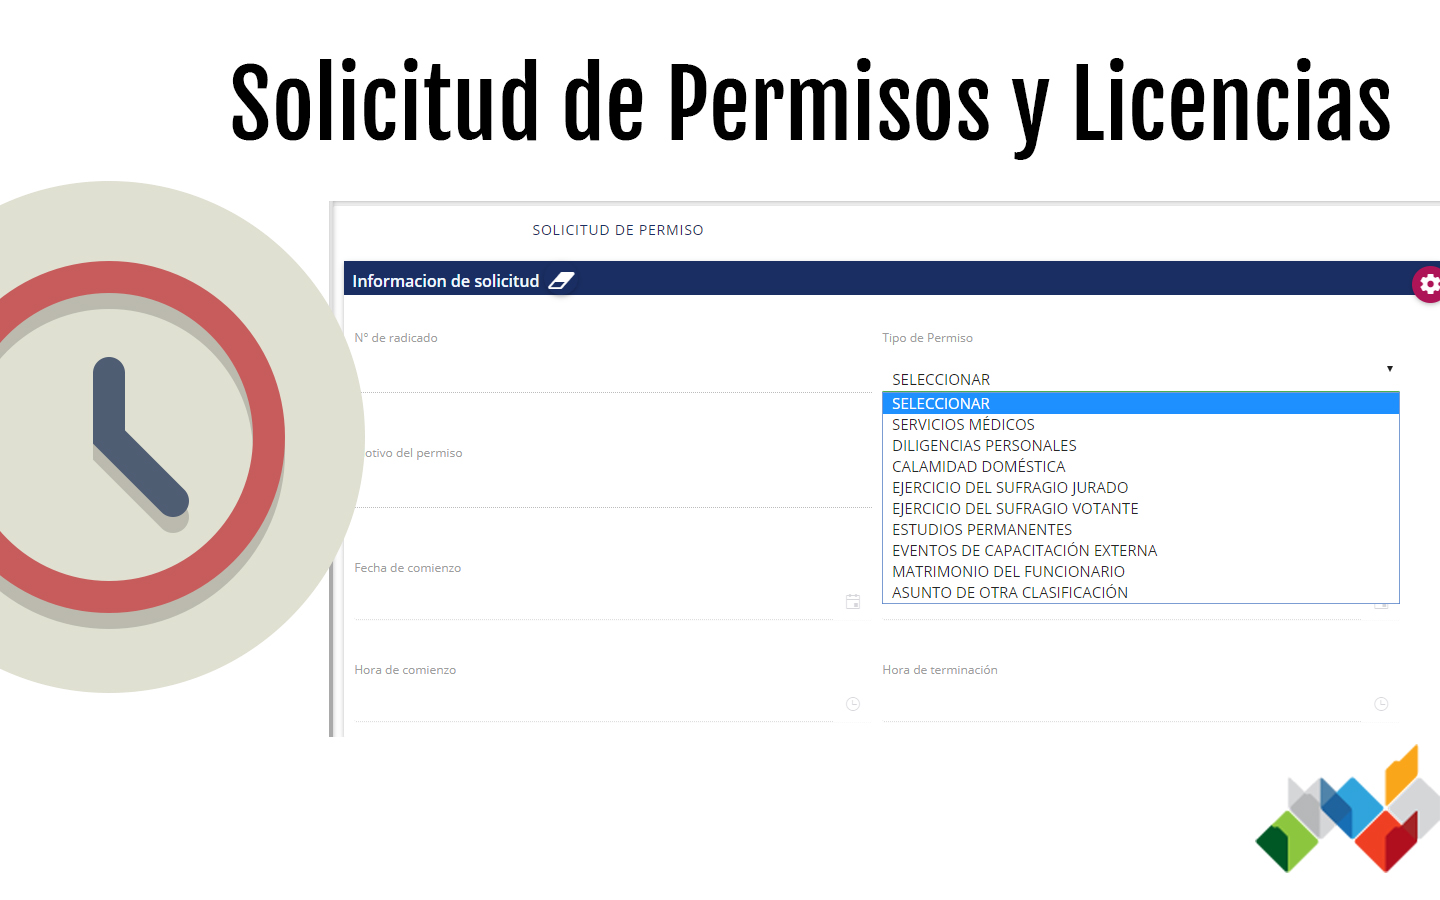 Solicitud de Permisos y Licencias
SOLICITUD DE PERMISO
Informacion de solicitud
N° de radicado
Tipo de Permiso
SELECCIONAR
SELECCIONAR
SERVICIOS MÉDICOS
DILIGENCIAS PERSONALES
CALAMIDAD DOMÉSTICA
EJERCICIO DEL SUFRAGIO JURADO
EJERCICIO DEL SUFRAGIO VOTANTE
ESTUDIOS PERMANENTES
EVENTOS DE CAPACITACIÓN EXTERNA
MATRIMONIO DEL FUNCIONARIO
ASUNTO DE OTRA CLASIFICACIÓN
otivo del permiso
Fecha de comienzo
Hora de comienzo
Hora de terminación